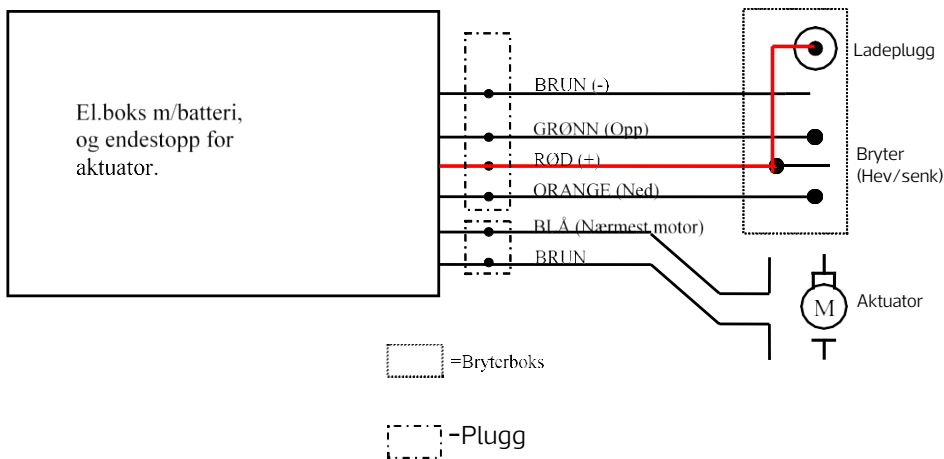 El.boks m/batteri,
og endestopp for
aktuator.
BRUN (-)
GRØNN (Opp)
RØD (+)
ORANGE (Ned)
BLÅ (Nærmest motor)
BRUN
Ladeplugg
Bryter
(Hev/senk)
M
Aktuator
=Bryterboks
-Plugg